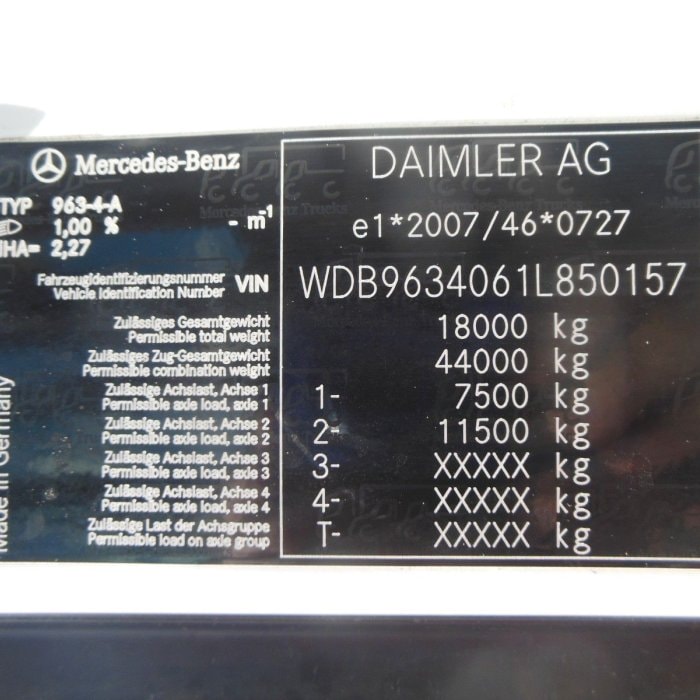 Mercedes-Benz
DAIMLER AG
TYP 963-4-A
1,00 % - m-1
IHA= 2,27
e1*2007/46*0727
Fahrzeugidentifizierungsnummer
Vehicle Identification Number VIN
WDB9634061L850157
Zulässiges Gesamtgewicht
Permissible total weight
18000 kg
Zulässiges Zug-Gesamtgewicht
Permissible combination weight
44000 kg
Zulässige Achslast, Achse 1
Permissible axle load, axle 1
1- 7500 kg
Zulässige Achslast, Achse 2
Permissible axle load, axle 2
2- 11500 kg
Zulässige Achslast, Achse 3
Permissible axle load, axle 3
3- XXXXX kg
Zulässige Achslast, Achse 4
Permissible axle load, axle 4
4- XXXXX kg
Zulässige Last der Achsgruppe
Permissible load on axle group
T- XXXXX kg
Made in Germany